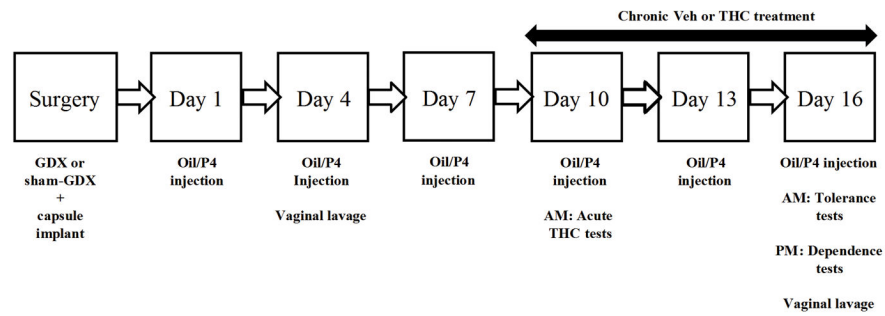 Chronic Veh or THC treatment
Surgery
Day 1
Day 4
Day 7
Day 10
Day 13
Day 16
GDX or
sham-GDX
+
capsule
implant
Oil/P4
injection
Oil/P4
Injection
Vaginal lavage
Oil/P4
injection
Oil/P4
injection
AM: Acute
THC tests
Oil/P4
injection
Oil/P4 injection
AM: Tolerance
tests
PM: Dependence
tests
Vaginal lavage